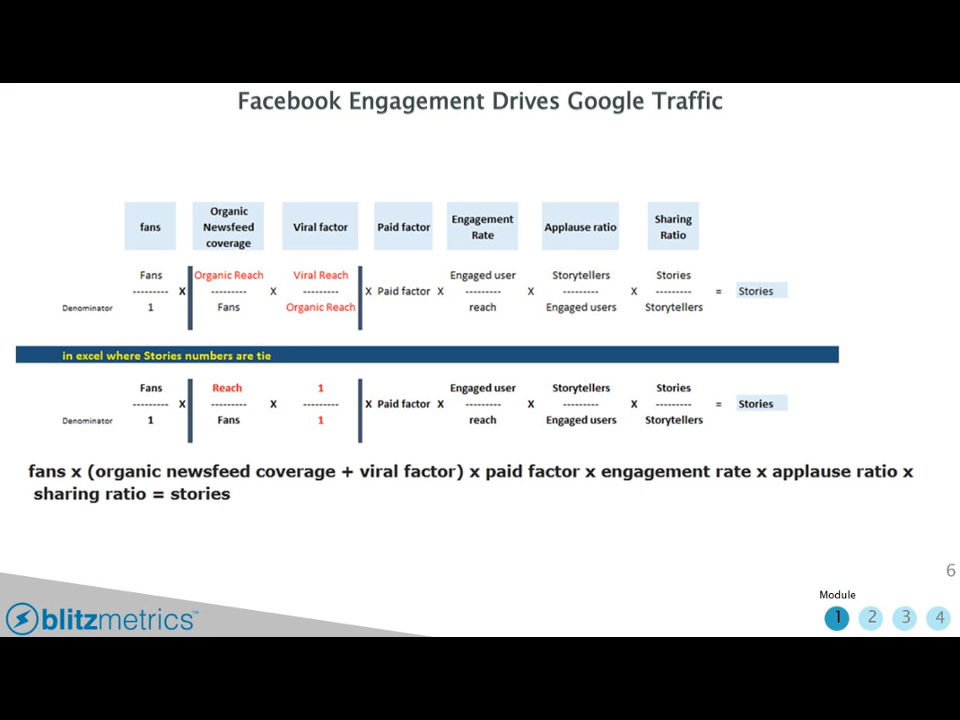 Facebook Engagement Drives Google Traffic
fans
Organic Newsfeed coverage
Viral factor
Paid factor
Engagement Rate
Applause ratio
Sharing Ratio
Fans Organic Reach Viral Reach Engaged user Storytellers Stories
--------- X --------- X --------- X Paid factor X --------- X --------- X --------- = Stories
Denominator 1 Fans Organic Reach reach Engaged users Storytellers
in excel where Stories numbers are tie
Fans Reach 1 Engaged user Storytellers Stories
--------- X --------- X --------- X Paid factor X --------- X --------- X --------- = Stories
Denominator 1 Fans 1 reach Engaged users Storytellers
fans x (organic newsfeed coverage + viral factor) x paid factor x engagement rate x applause ratio x
sharing ratio = stories
6
Module
1 2 3 4
blitzmetrics™